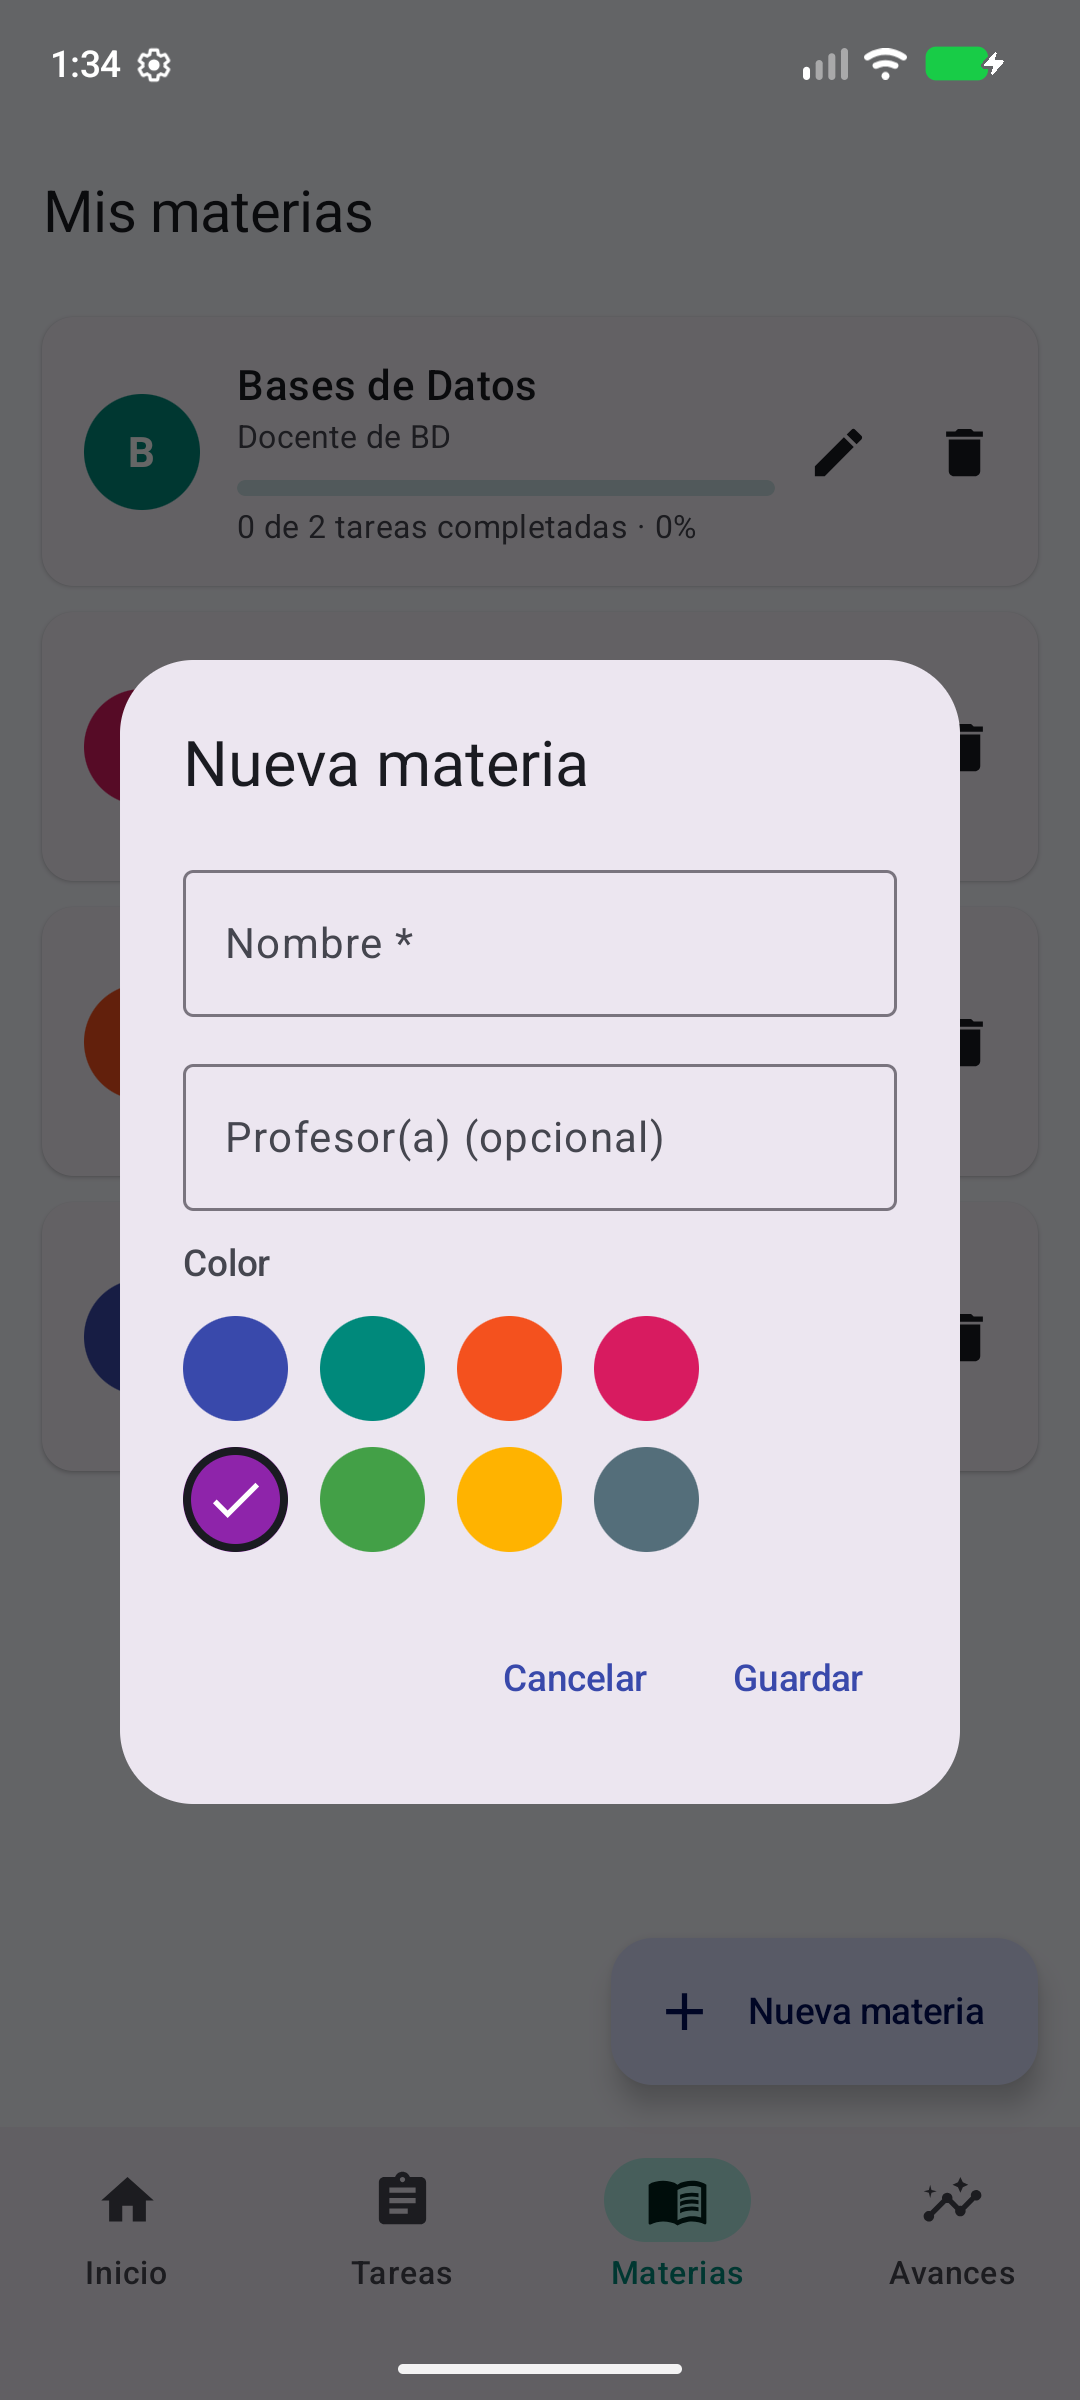 1:34
Mis materias
B
Bases de Datos
Docente de BD
0 de 2 tareas completadas · 0%
Nueva materia
Nombre *
Profesor(a) (opcional)
Color
Cancelar
Guardar
Nueva materia
Inicio
Tareas
Materias
Avances